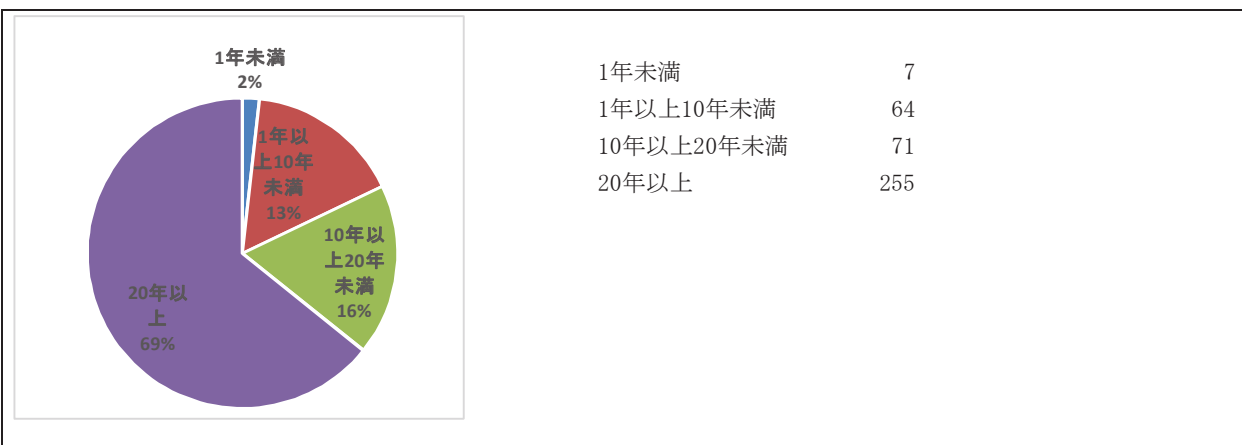 1年未満
2%
1年以
上10年
未満
13%
10年以
上20年
未満
16%
20年以
上
69%
1年未満 7
1年以上10年未満 64
10年以上20年未満 71
20年以上 255